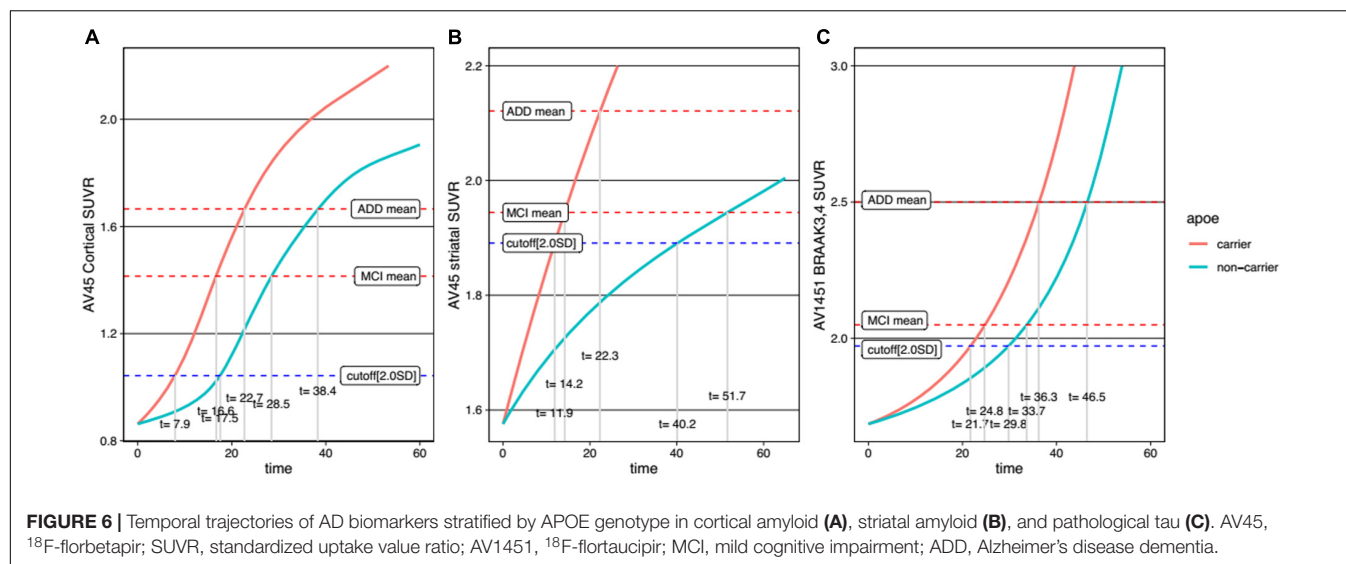 A
AV45 Cortical SUVR
2.0
1.6
1.2
0.8
ADD mean
MCI mean
cutoff[2.0SD]
t= 7.9
t= 16.6
t= 17.5
t= 22.7
t= 28.5
t= 38.4
0
20
40
60
time
B
AV45 striatal SUVR
2.2
2.0
1.8
1.6
ADD mean
MCI mean
cutoff[2.0SD]
t= 11.9
t= 14.2
t= 22.3
t= 40.2
t= 51.7
0
20
40
60
time
C
AV1451 BRAAK3,4 SUVR
3.0
2.5
2.0
ADD mean
MCI mean
cutoff[2.0SD]
t= 21.7
t= 24.8
t= 29.8
t= 33.7
t= 36.3
t= 46.5
0
20
40
60
time
apoe
carrier
non−carrier
FIGURE 6 | Temporal trajectories of AD biomarkers stratified by APOE genotype in cortical amyloid (A), striatal amyloid (B), and pathological tau (C). AV45,
¹⁸F-florbetapir; SUVR, standardized uptake value ratio; AV1451, ¹⁸F-flortaucipir; MCI, mild cognitive impairment; ADD, Alzheimer's disease dementia.